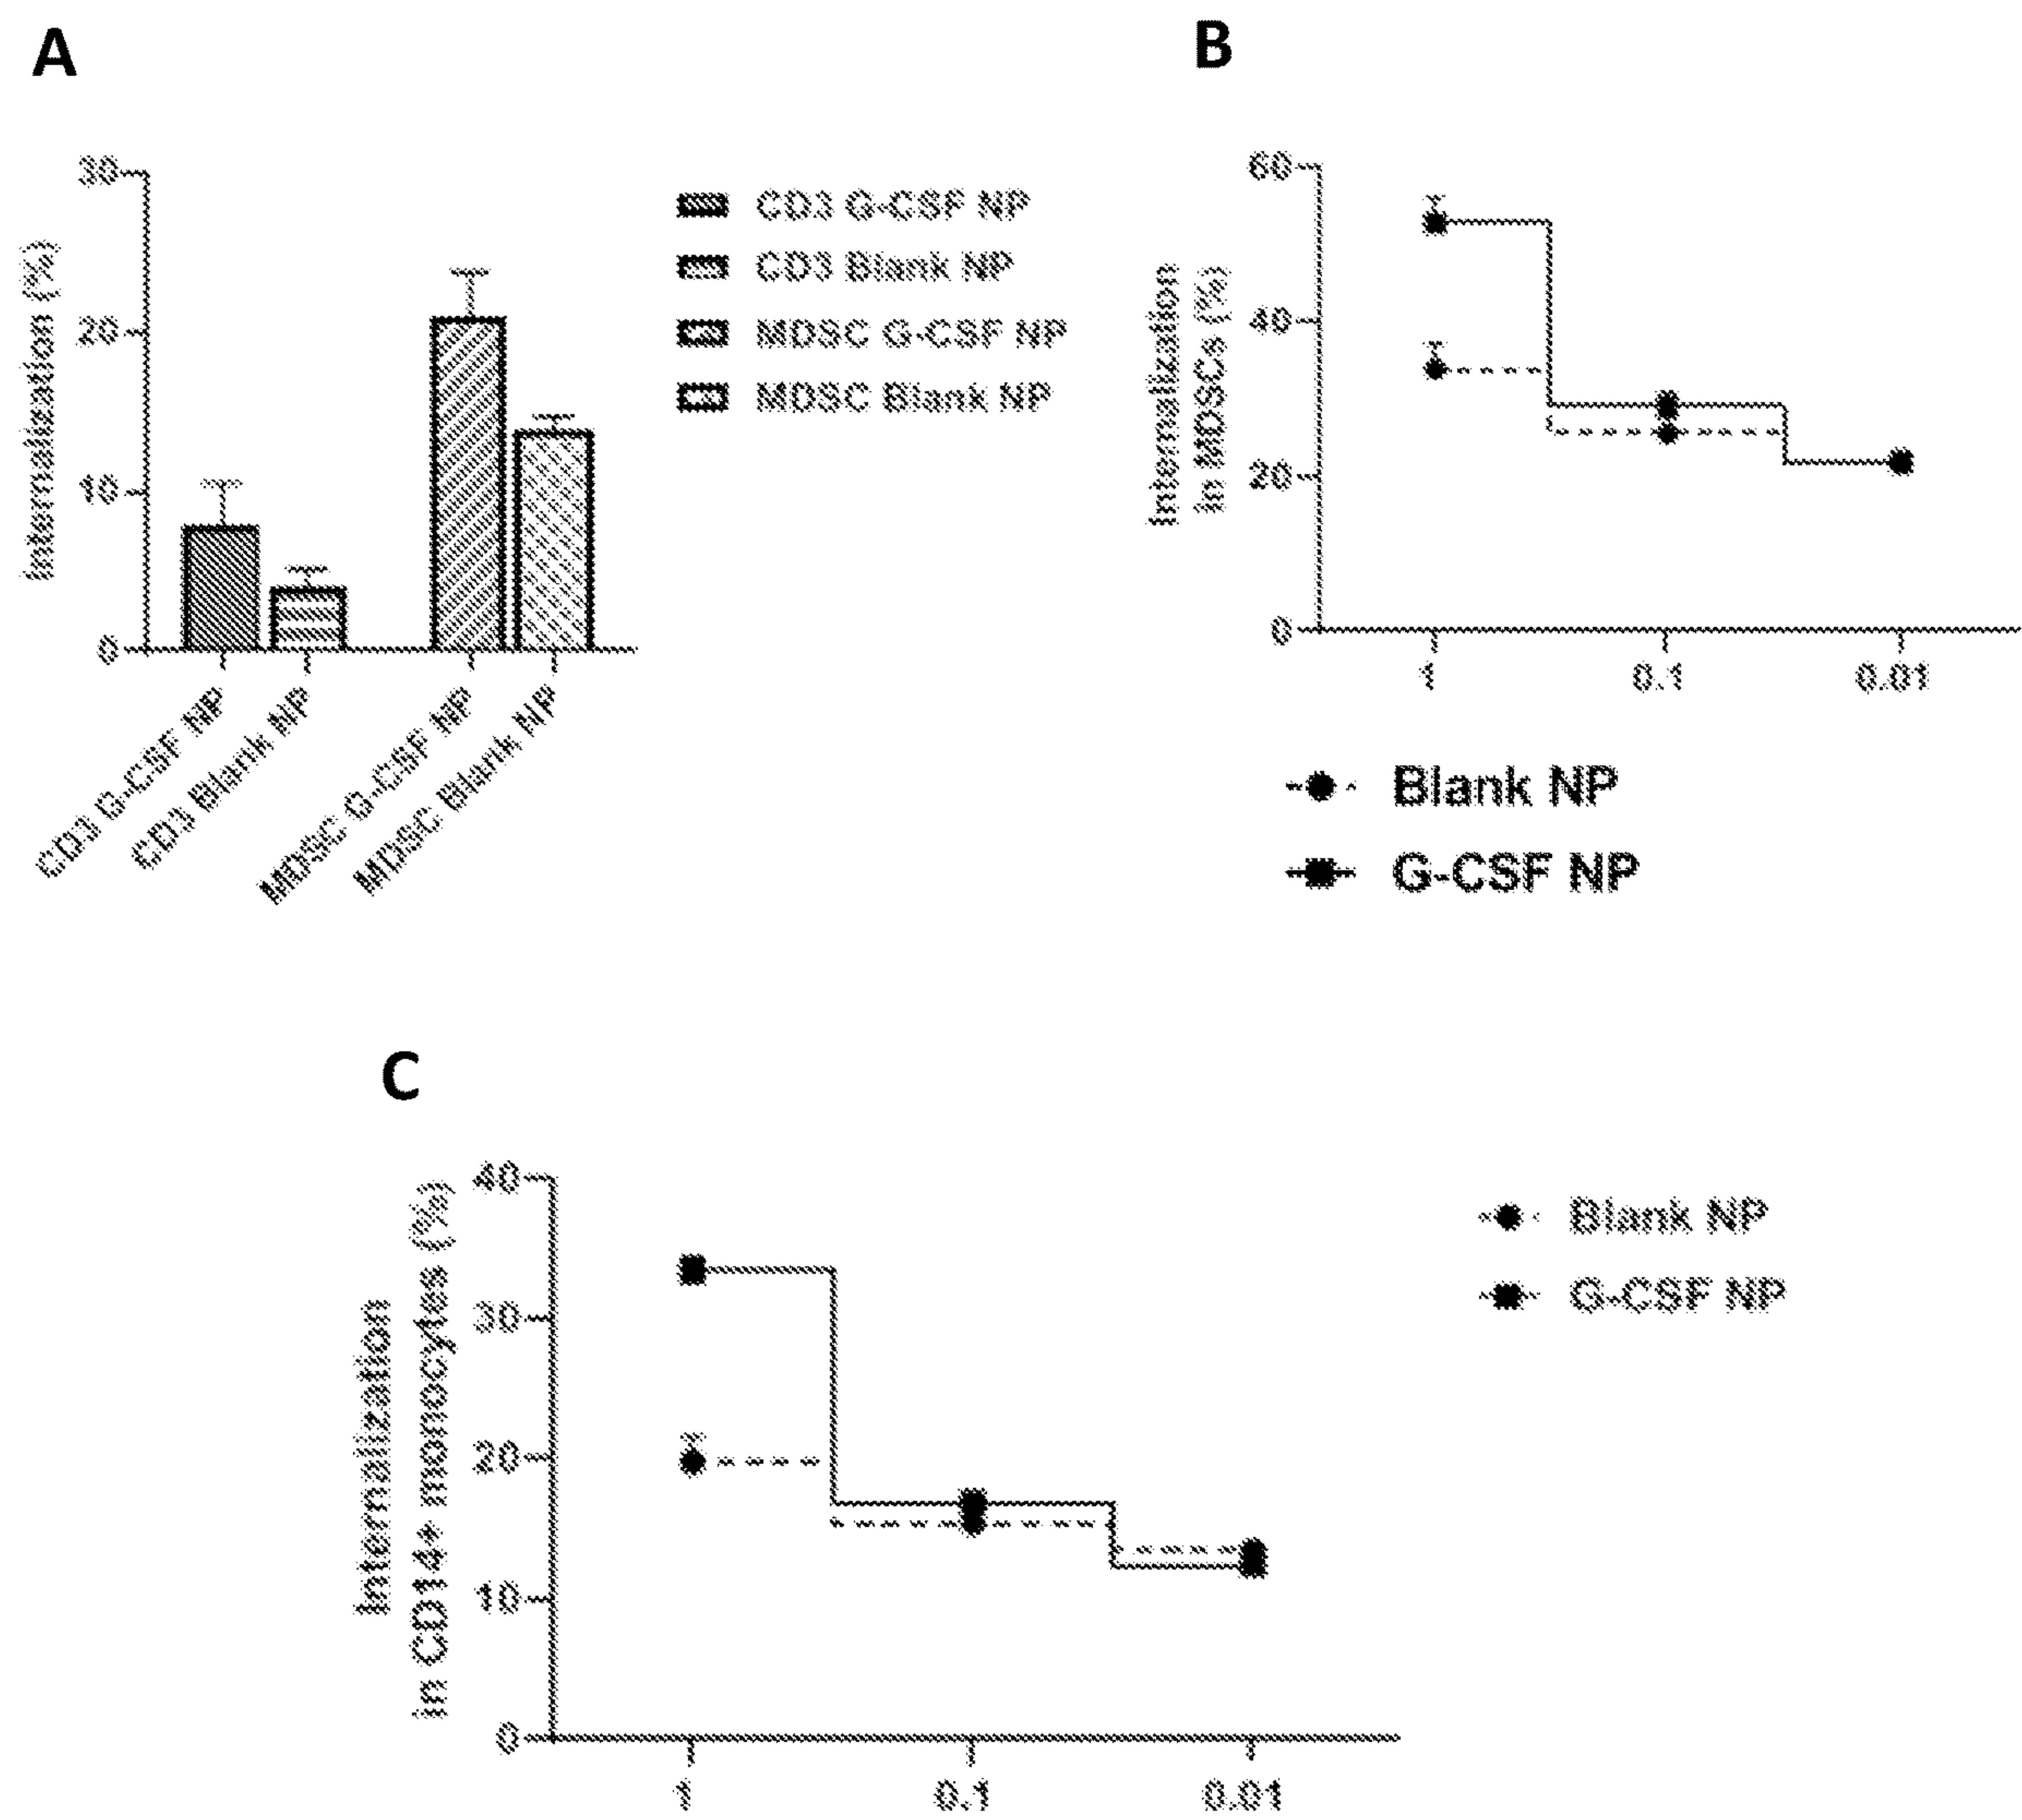 A
30
20
10
0
Internalization (%)
CD3 G-CSF NP
CD3 Blank NP
MDSC G-CSF NP
MDSC Blank NP
CD3 G-CSF NP
CD3 Blank NP
MDSC G-CSF NP
MDSC Blank NP
B
60
40
20
0
Internalization
in MDSCs (%)
1 0.1 0.01
Blank NP
G-CSF NP
C
40
30
20
10
0
Internalization
in CD14+ monocytes (%)
1 0.1 0.01
Blank NP
G-CSF NP